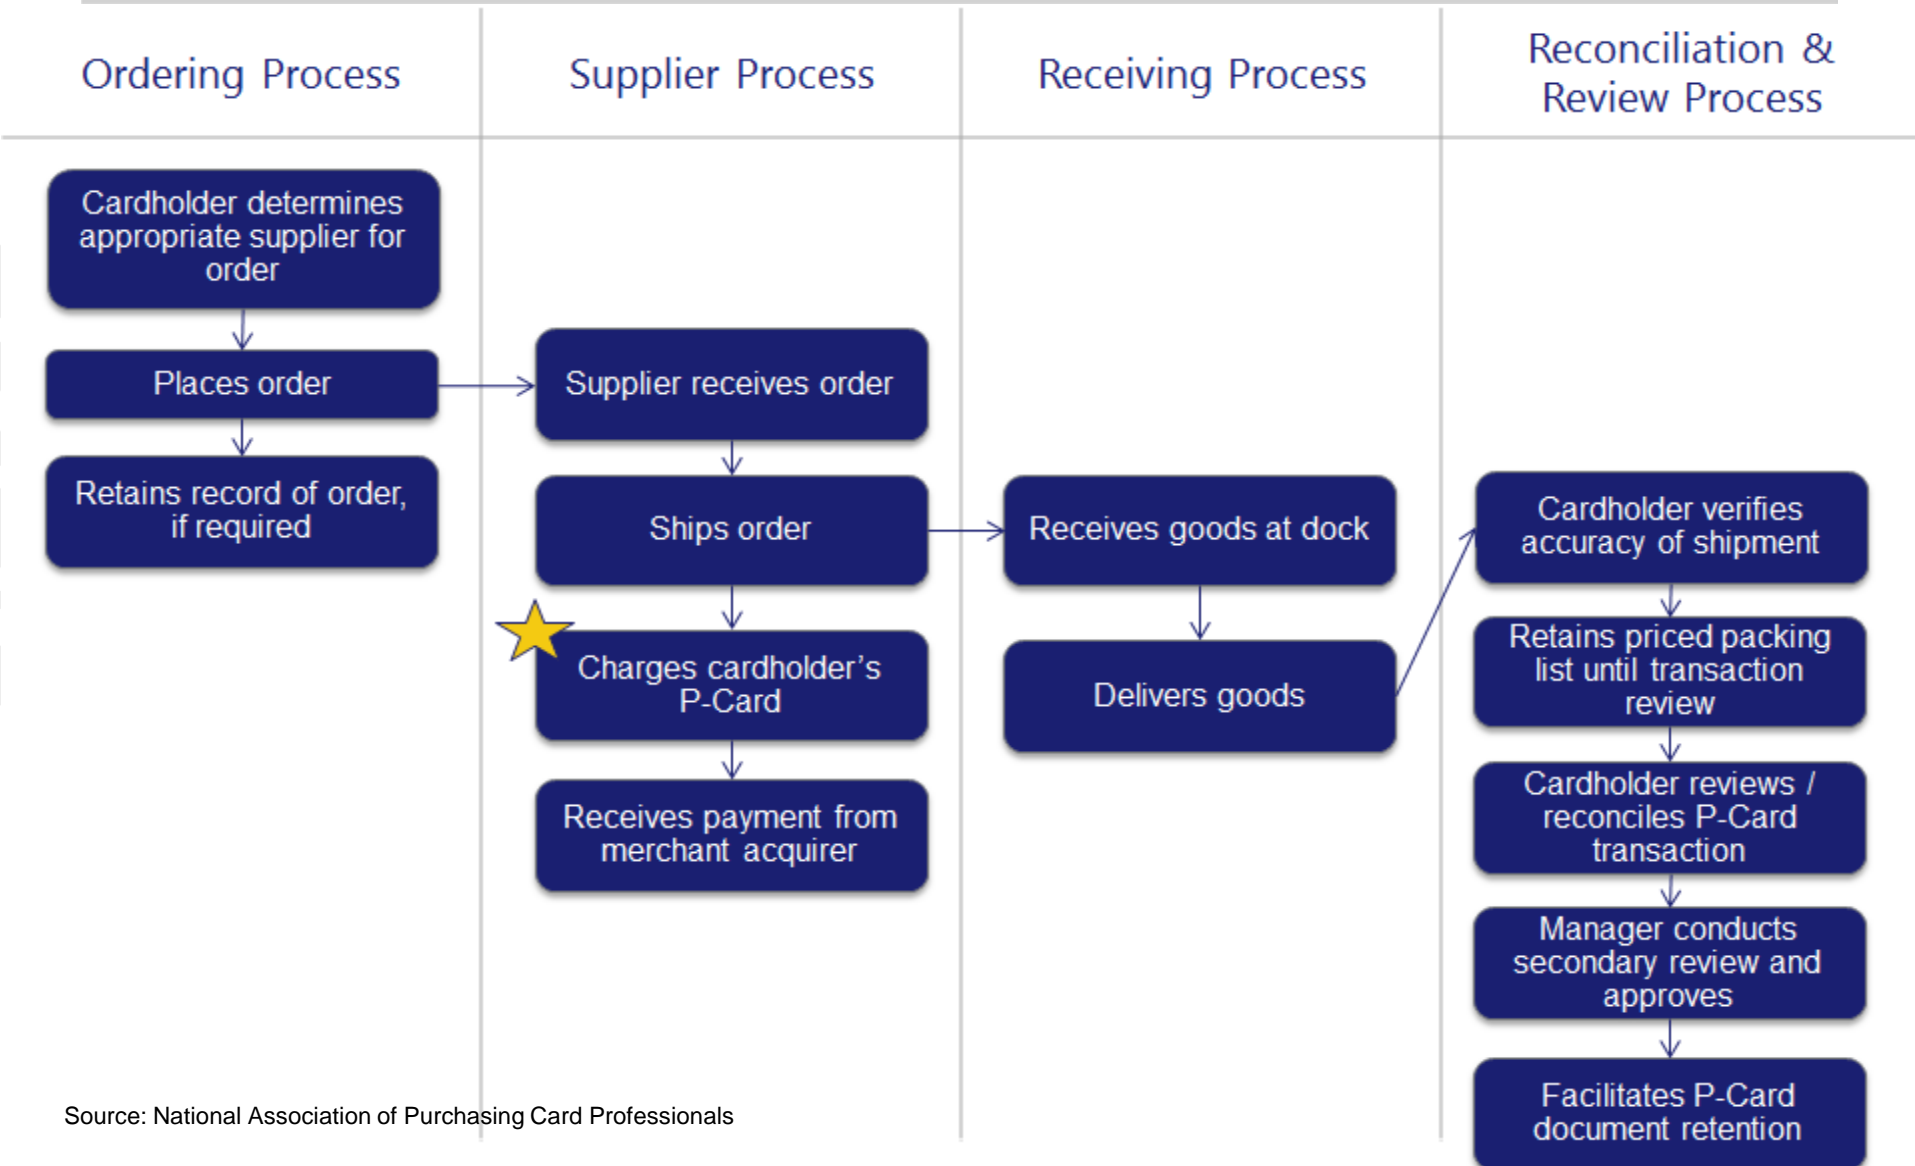 Ordering Process
Supplier Process
Receiving Process
Reconciliation &
Review Process
Cardholder determines
appropriate supplier for
order
Places order
Retains record of order,
if required
Supplier receives order
Ships order
Charges cardholder’s
P-Card
Receives payment from
merchant acquirer
Receives goods at dock
Delivers goods
Cardholder verifies
accuracy of shipment
Retains priced packing
list until transaction
review
Cardholder reviews /
reconciles P-Card
transaction
Manager conducts
secondary review and
approves
Facilitates P-Card
document retention
Source: National Association of Purchasing Card Professionals